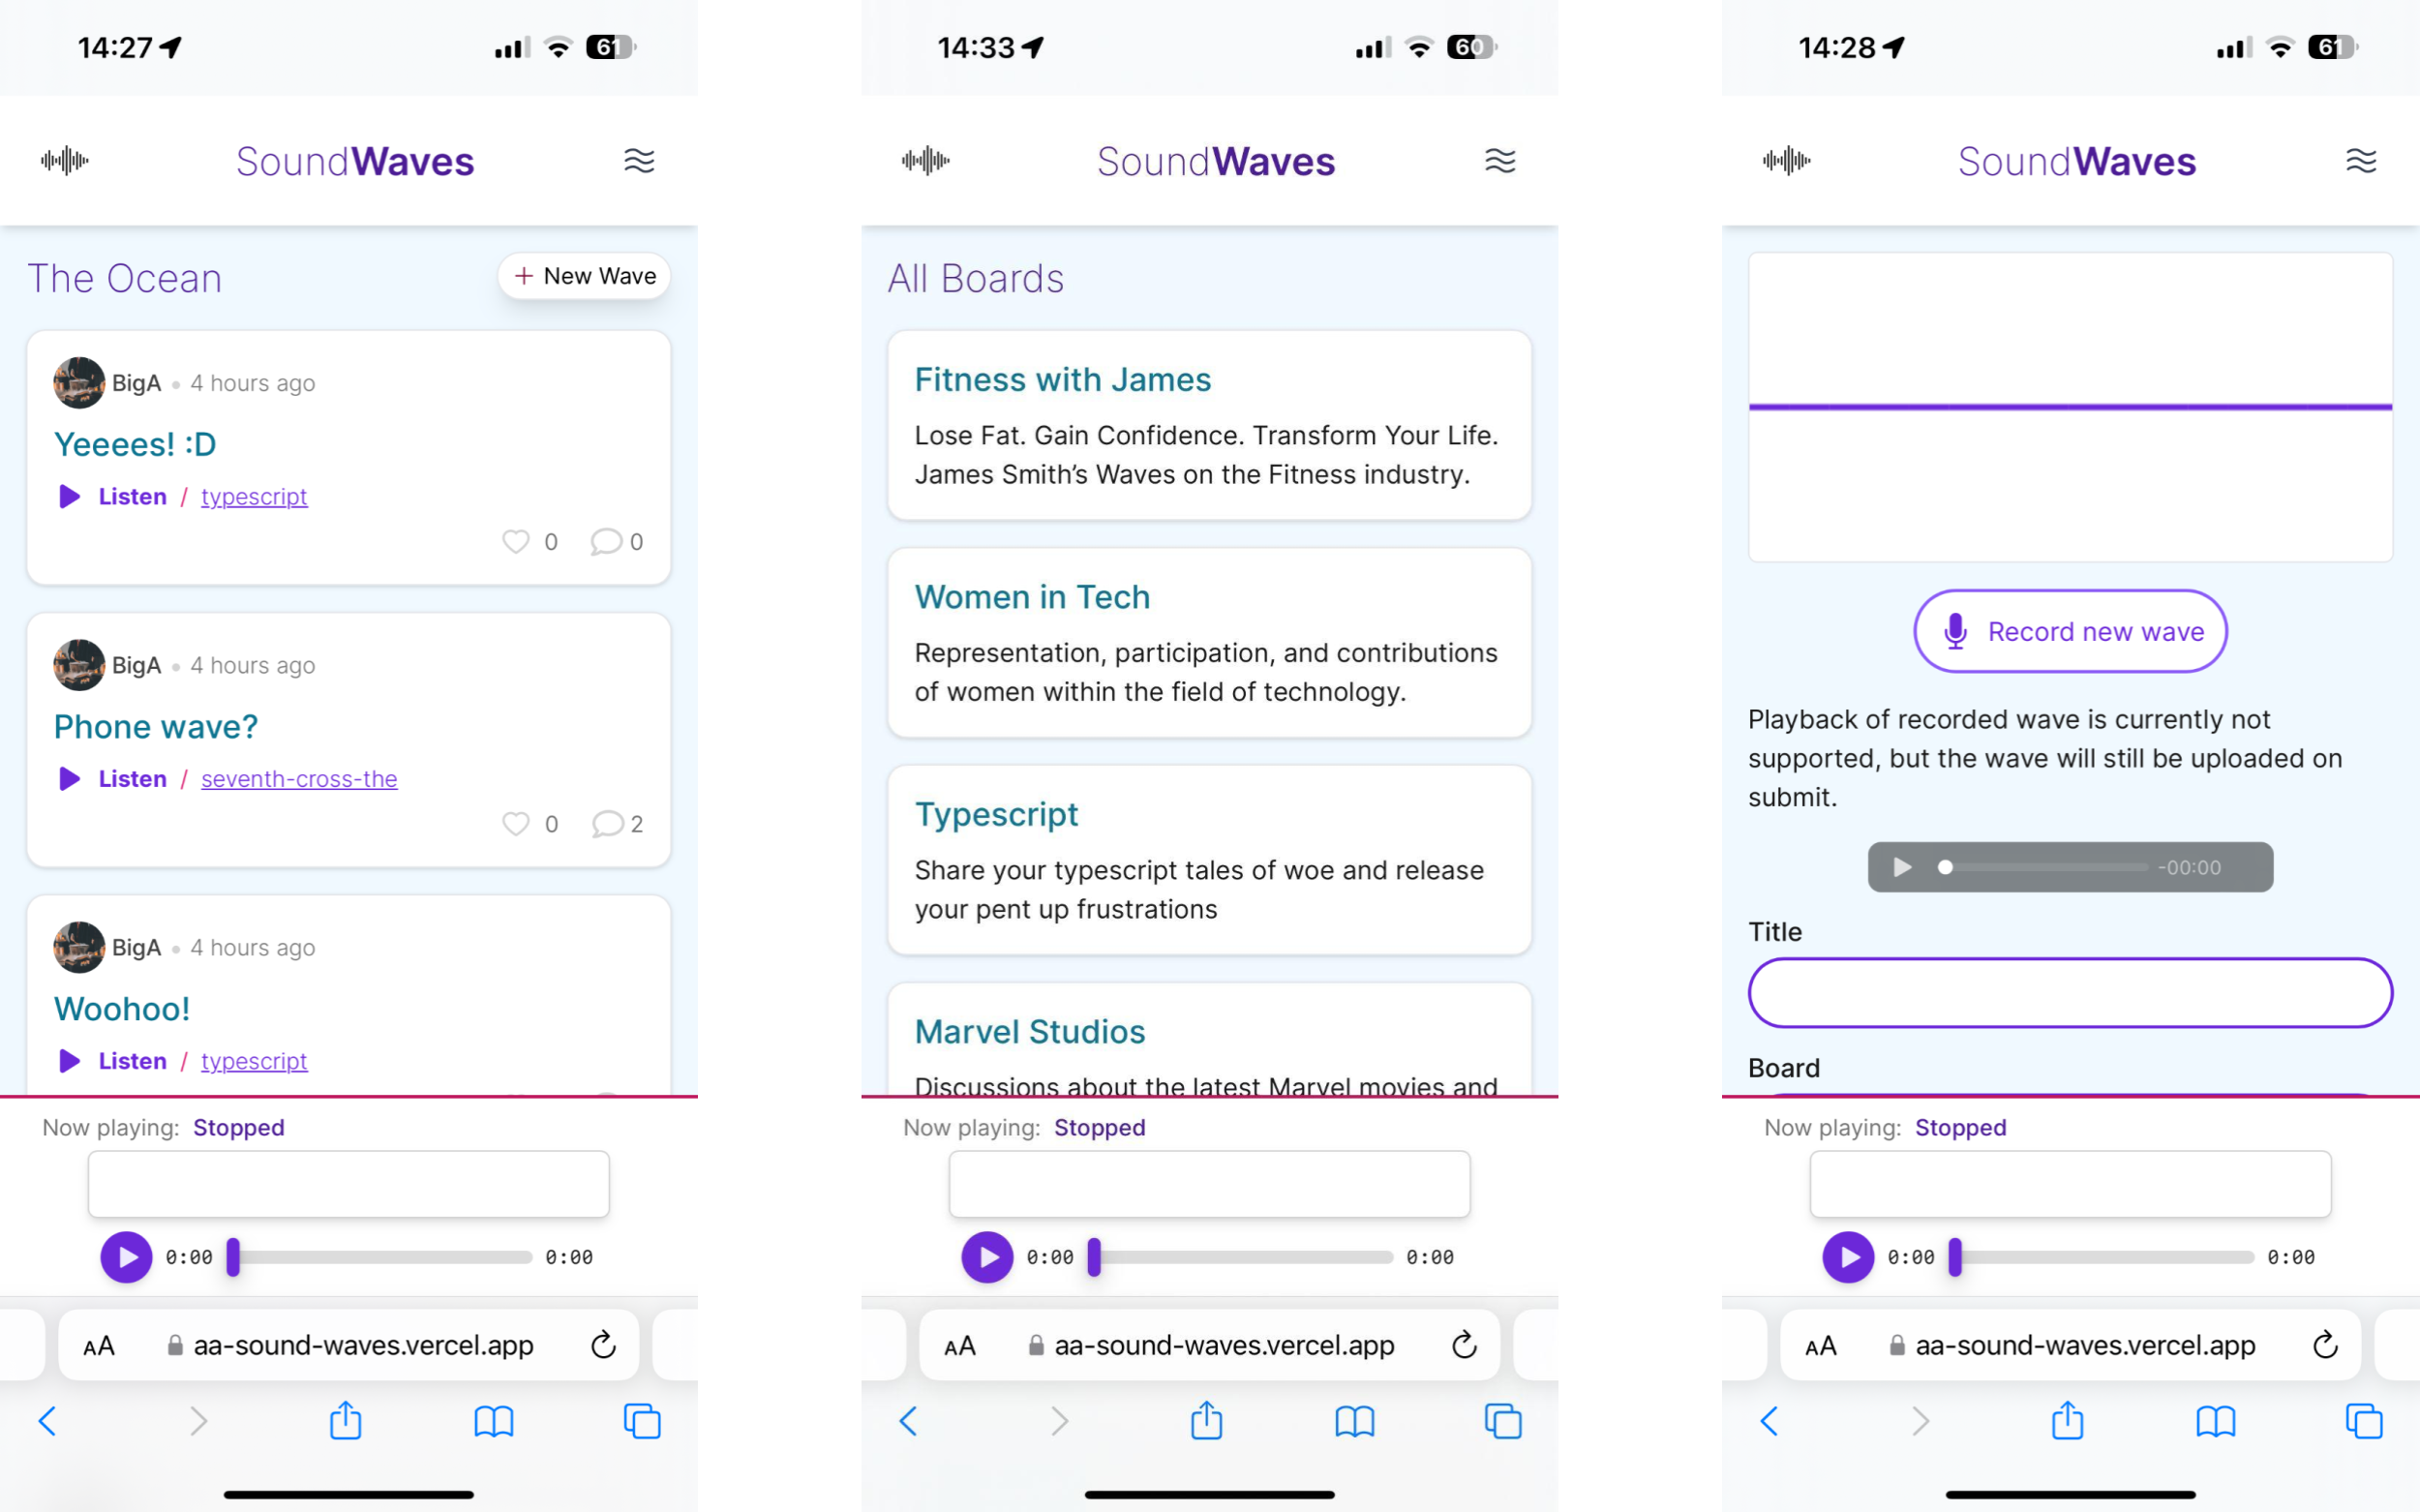 14:27
61
SoundWaves
The Ocean
+ New Wave
BigA • 4 hours ago
Yeeees! :D
Listen / typescript
0 0
BigA • 4 hours ago
Phone wave?
Listen / seventh-cross-the
0 2
BigA • 4 hours ago
Woohoo!
Listen / typescript
Now playing: Stopped
0:00 0:00
AA aa-sound-waves.vercel.app
14:33
60
SoundWaves
All Boards
Fitness with James
Lose Fat. Gain Confidence. Transform Your Life.
James Smith’s Waves on the Fitness industry.
Women in Tech
Representation, participation, and contributions
of women within the field of technology.
Typescript
Share your typescript tales of woe and release
your pent up frustrations
Marvel Studios
Discussions about the latest Marvel movies and
Now playing: Stopped
0:00 0:00
AA aa-sound-waves.vercel.app
14:28
61
SoundWaves
Record new wave
Playback of recorded wave is currently not
supported, but the wave will still be uploaded on
submit.
-00:00
Title
Board
Now playing: Stopped
0:00 0:00
AA aa-sound-waves.vercel.app